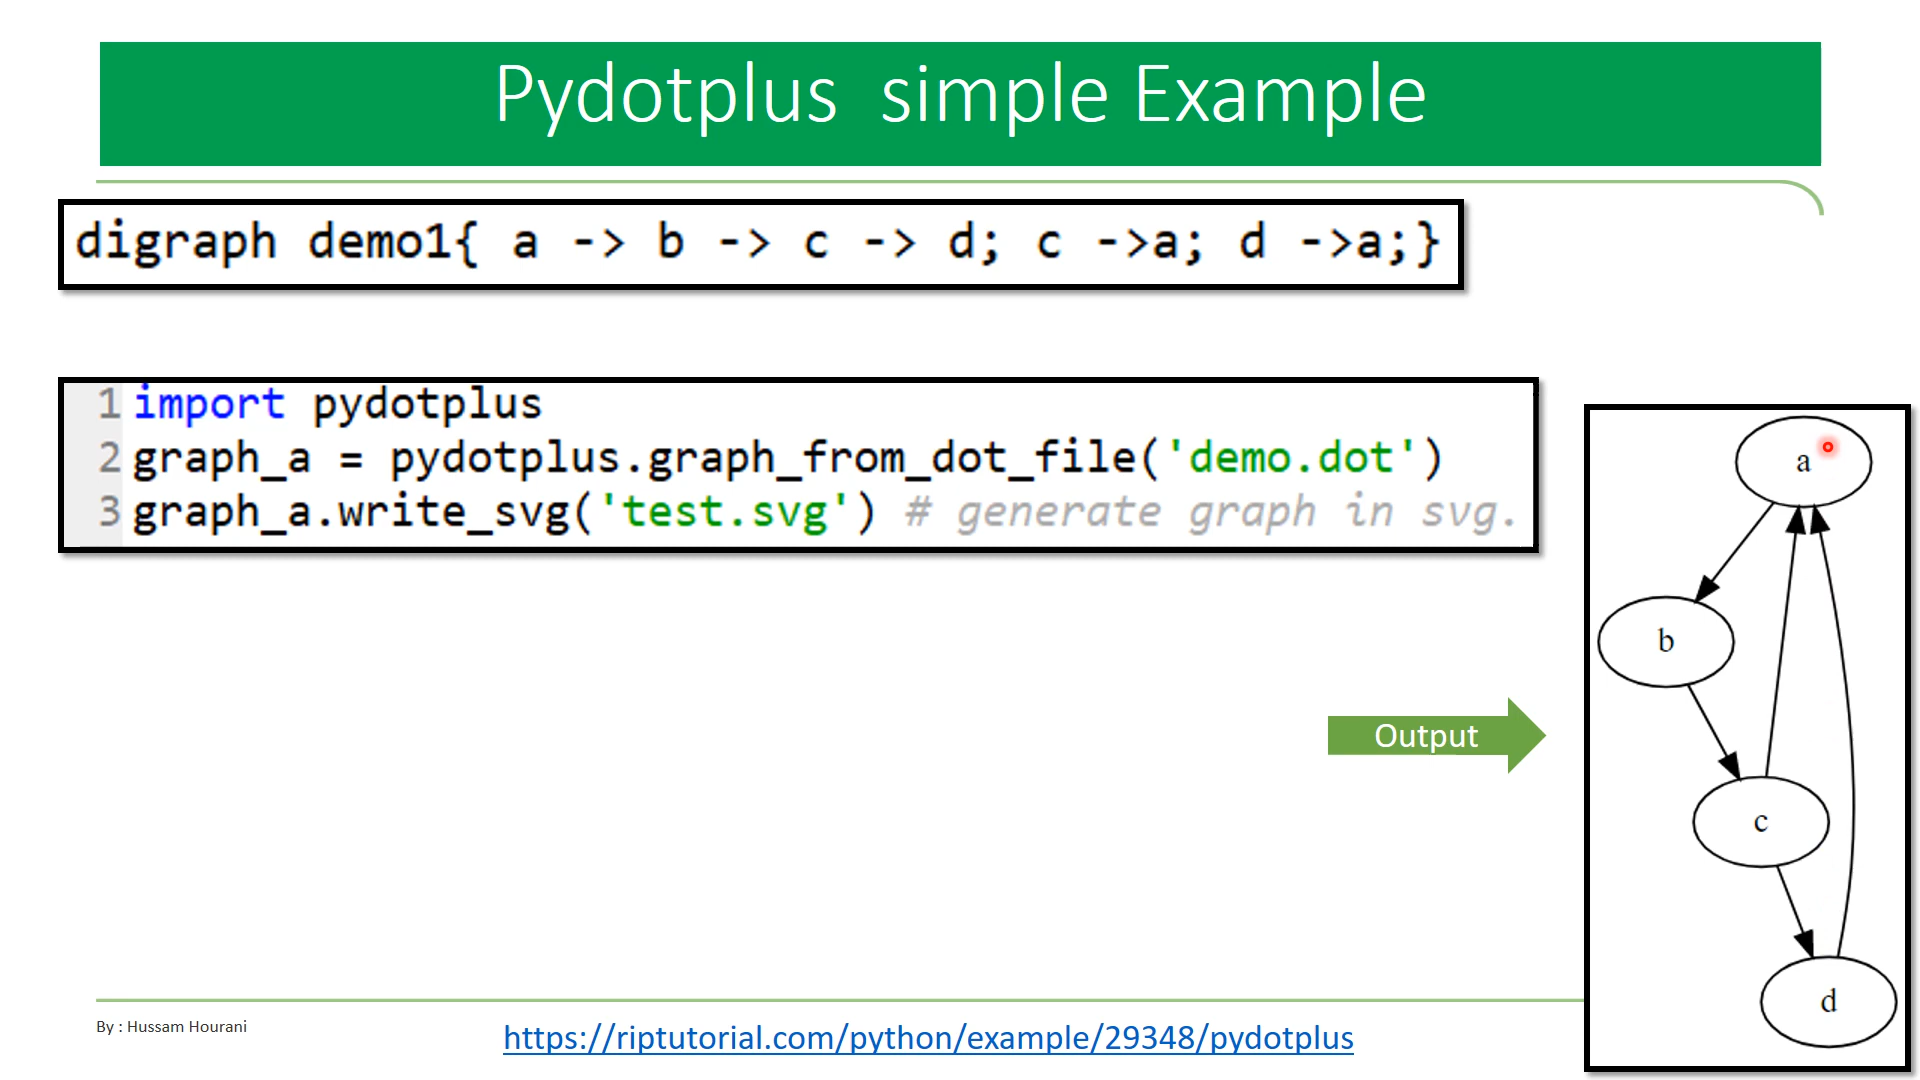 Pydotplus  simple Example
digraph demo1{ a -> b -> c -> d; c ->a; d ->a;}
1 import pydotplus
2 graph_a = pydotplus.graph_from_dot_file('demo.dot')
3 graph_a.write_svg('test.svg') # generate graph in svg.
a
b
Output
c
d
By : Hussam Hourani
https://riptutorial.com/python/example/29348/pydotplus